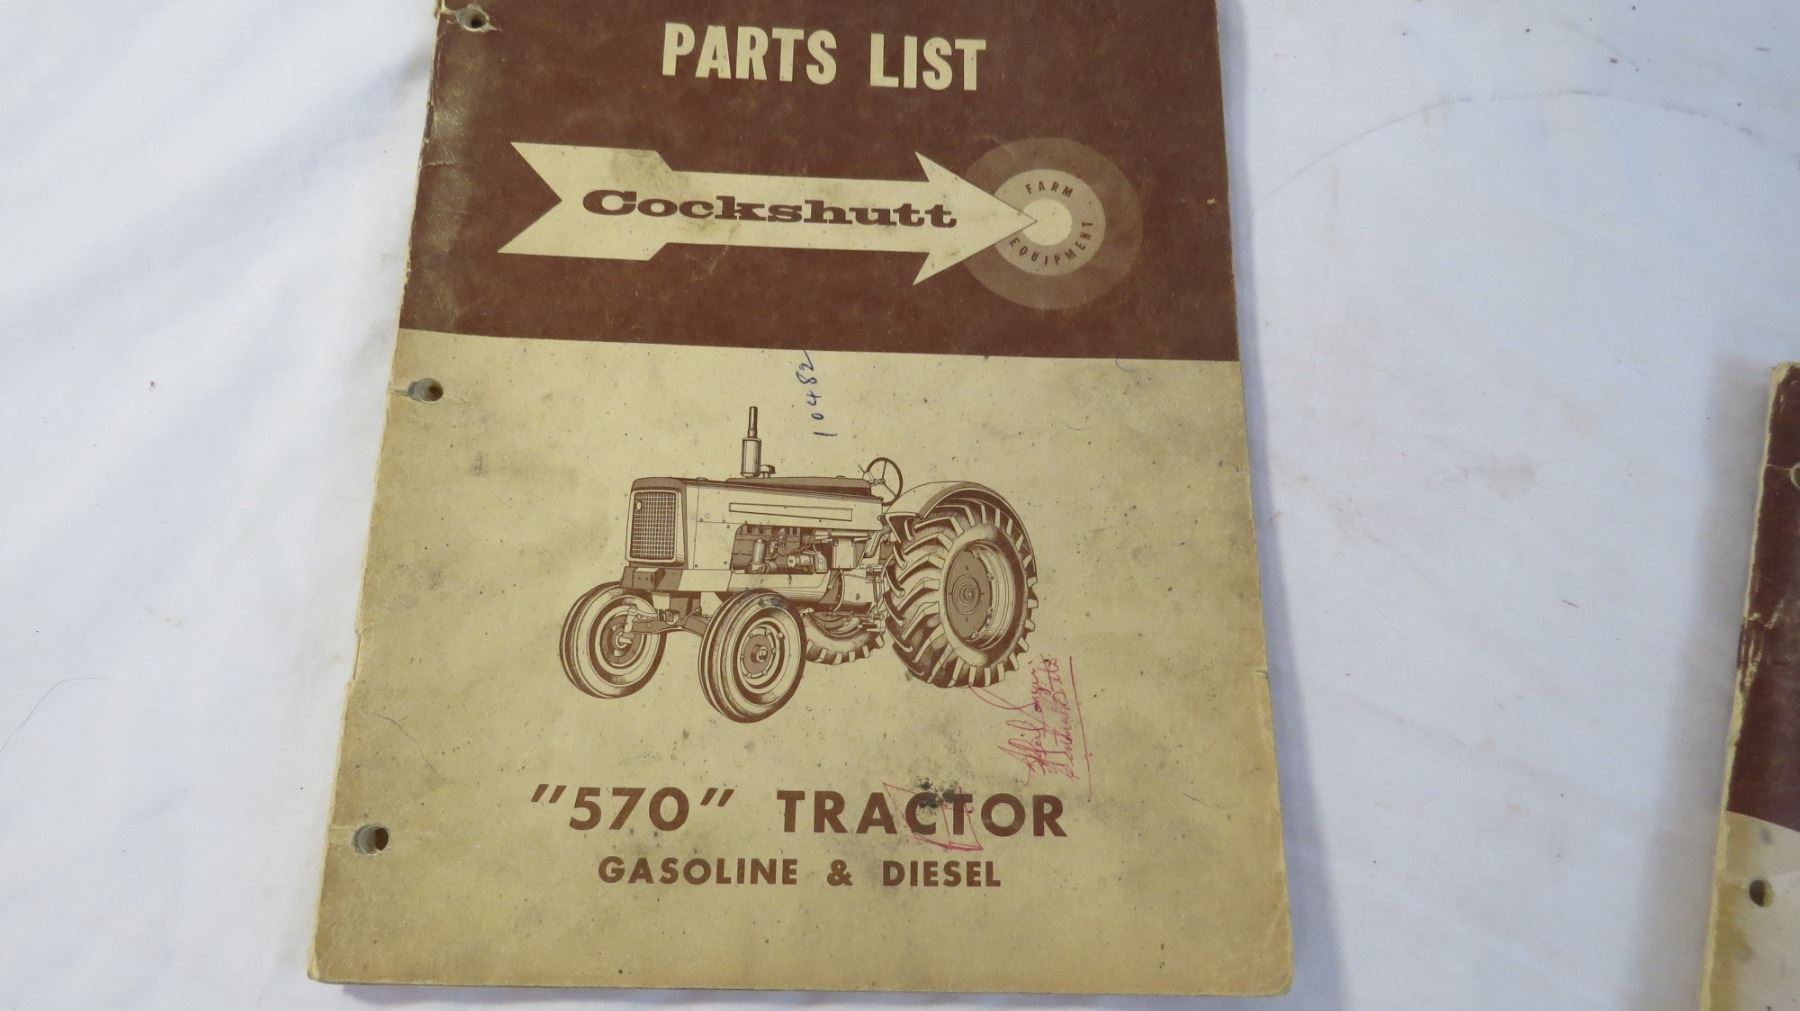 PARTS LIST
Cockshutt
FARM EQUIPMENT
10482
"570" TRACTOR
GASOLINE & DIESEL